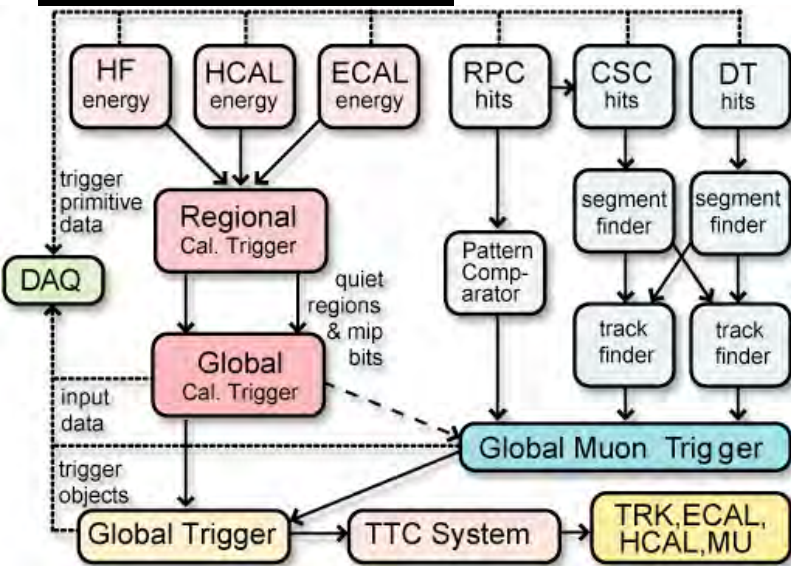 HF
energy
HCAL
energy
ECAL
energy
RPC
hits
CSC
hits
DT
hits
trigger
primitive
data
Regional
Cal. Trigger
segment
finder
segment
finder
DAQ
quiet
regions
& mip
bits
Pattern
Comp-
arator
Global
Cal. Trigger
track
finder
track
finder
input
data
Global Muon Trigger
trigger
objects
Global Trigger
TTC System
TRK,ECAL,
HCAL,MU